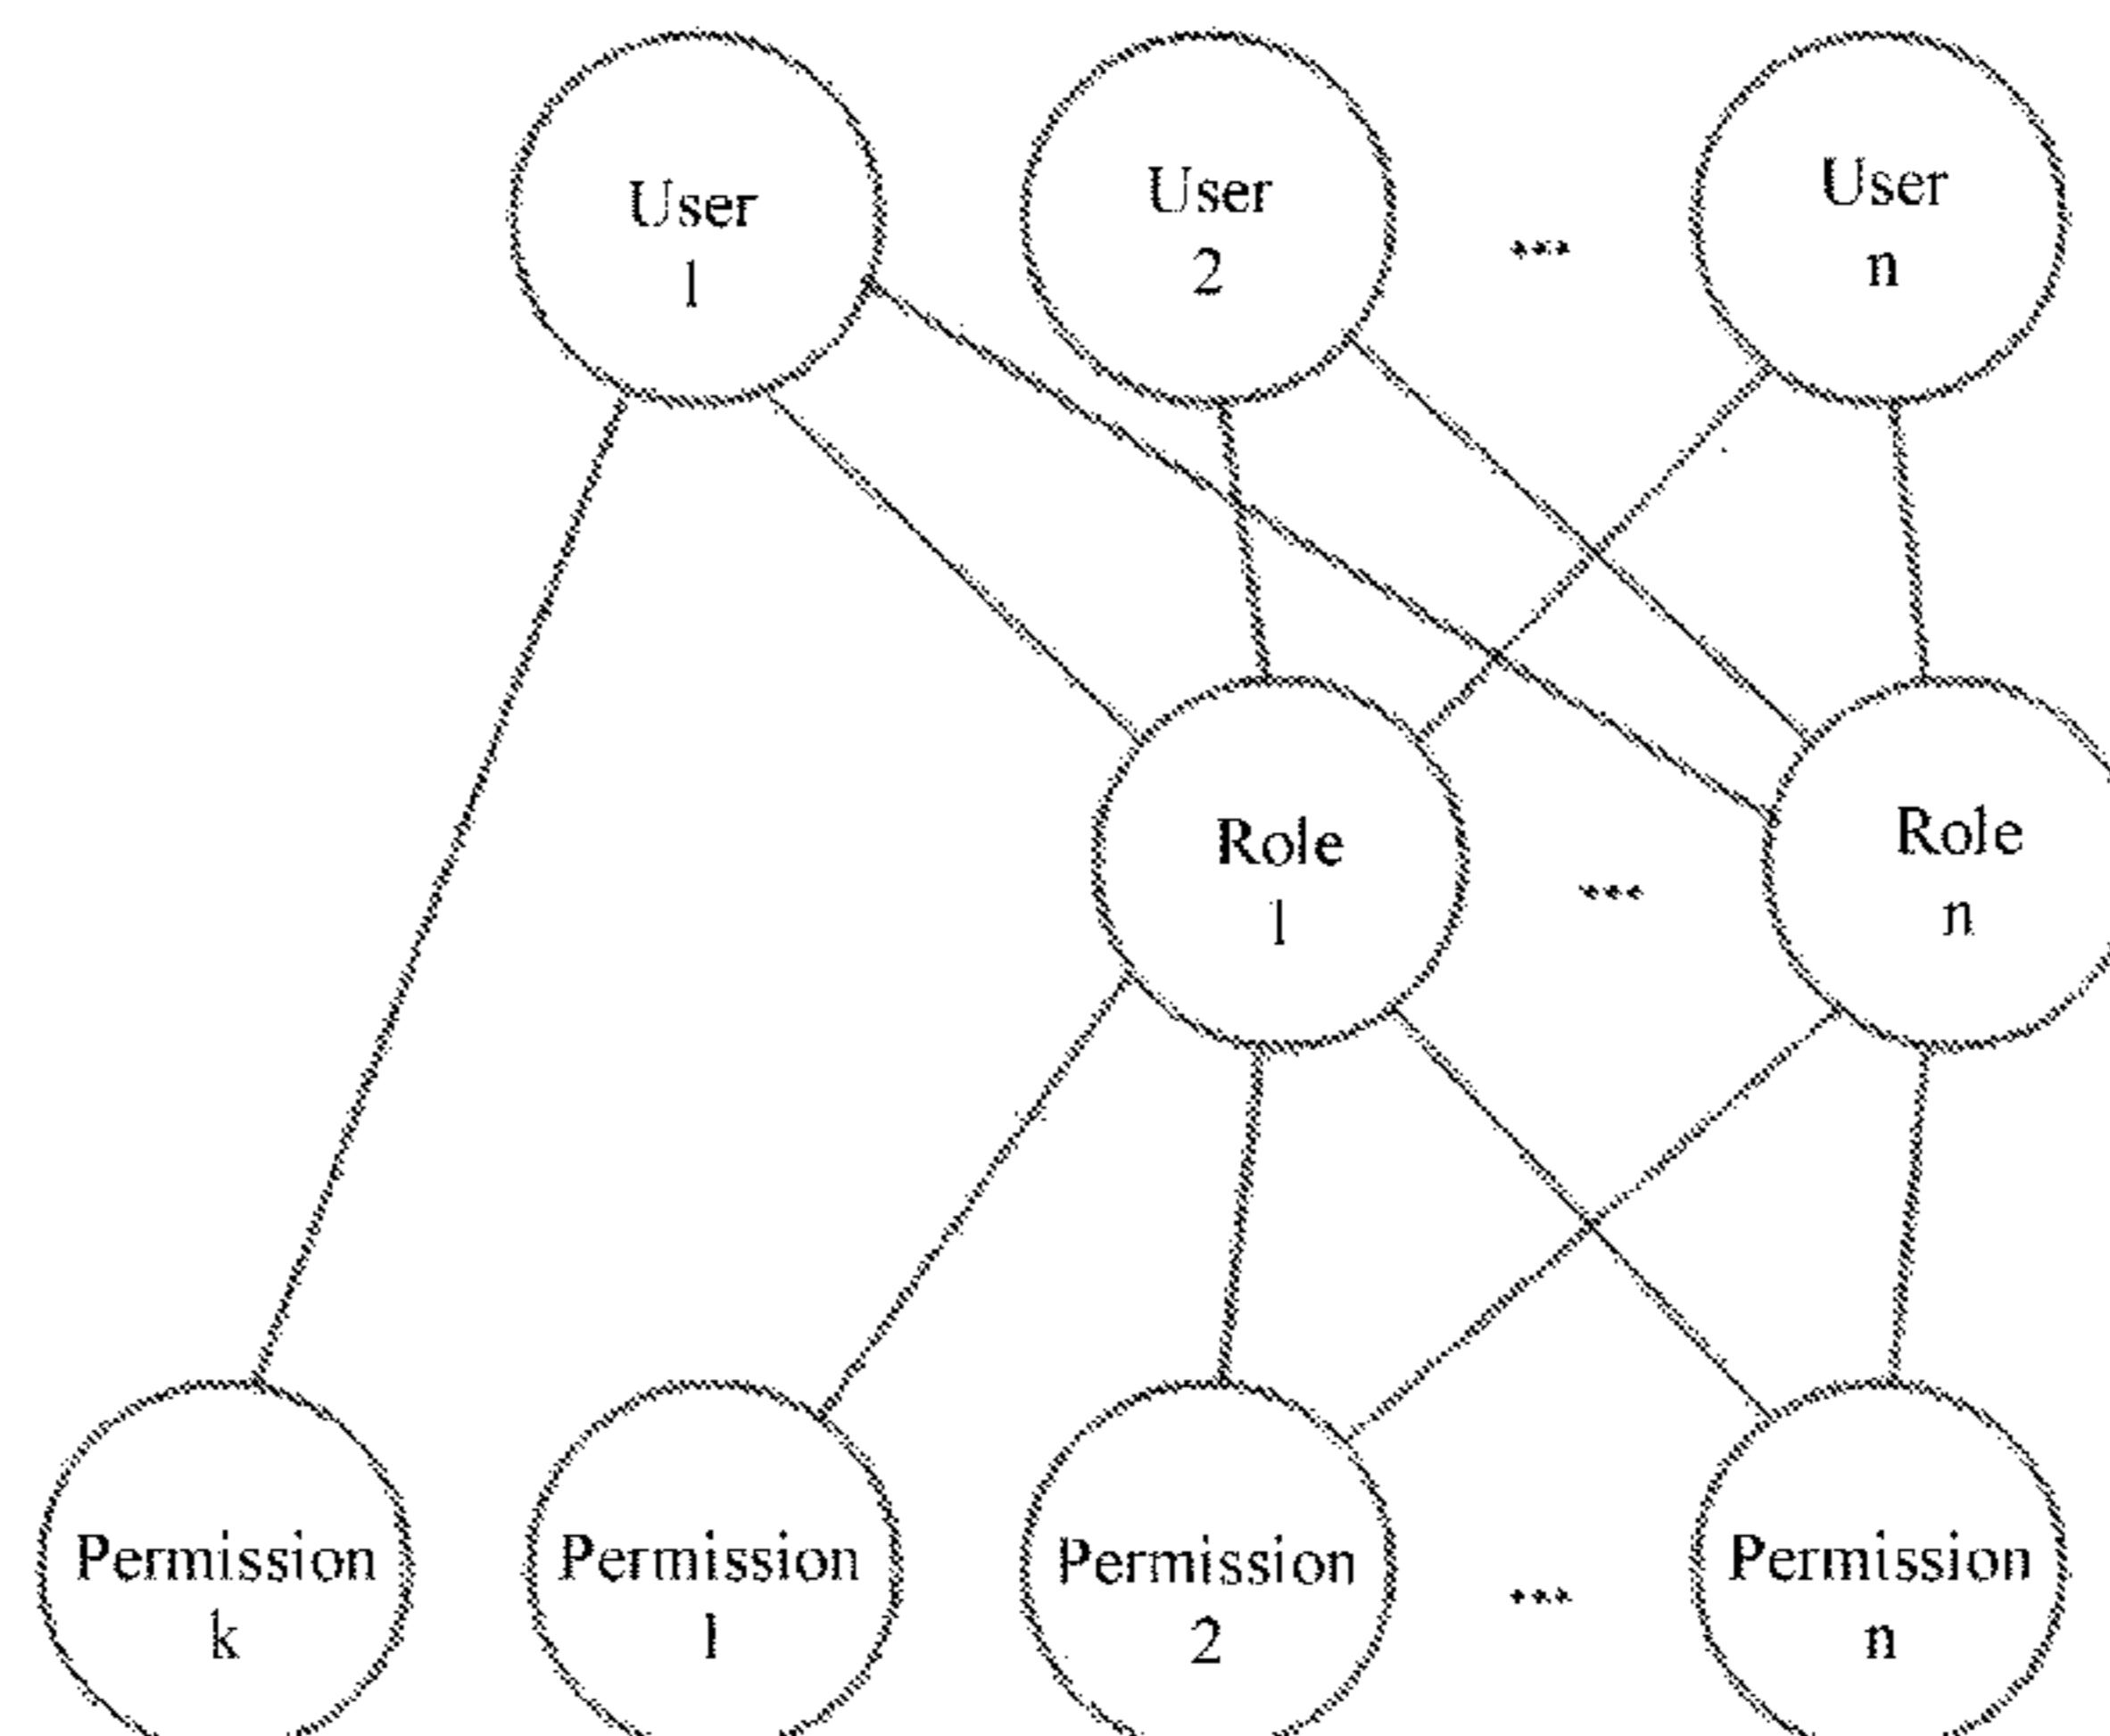 User
1
User
2
...
User
n
Role
1
...
Role
n
Permission
k
Permission
1
Permission
2
...
Permission
n